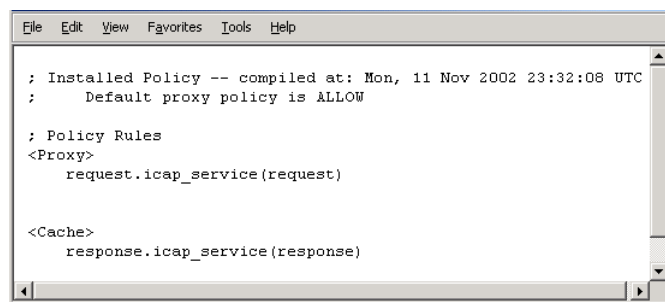 File Edit View Favorites Tools Help
; Installed Policy -- compiled at: Mon, 11 Nov 2002 23:32:08 UTC
;     Default proxy policy is ALLOW
; Policy Rules
<Proxy>
    request.icap_service(request)
<Cache>
    response.icap_service(response)